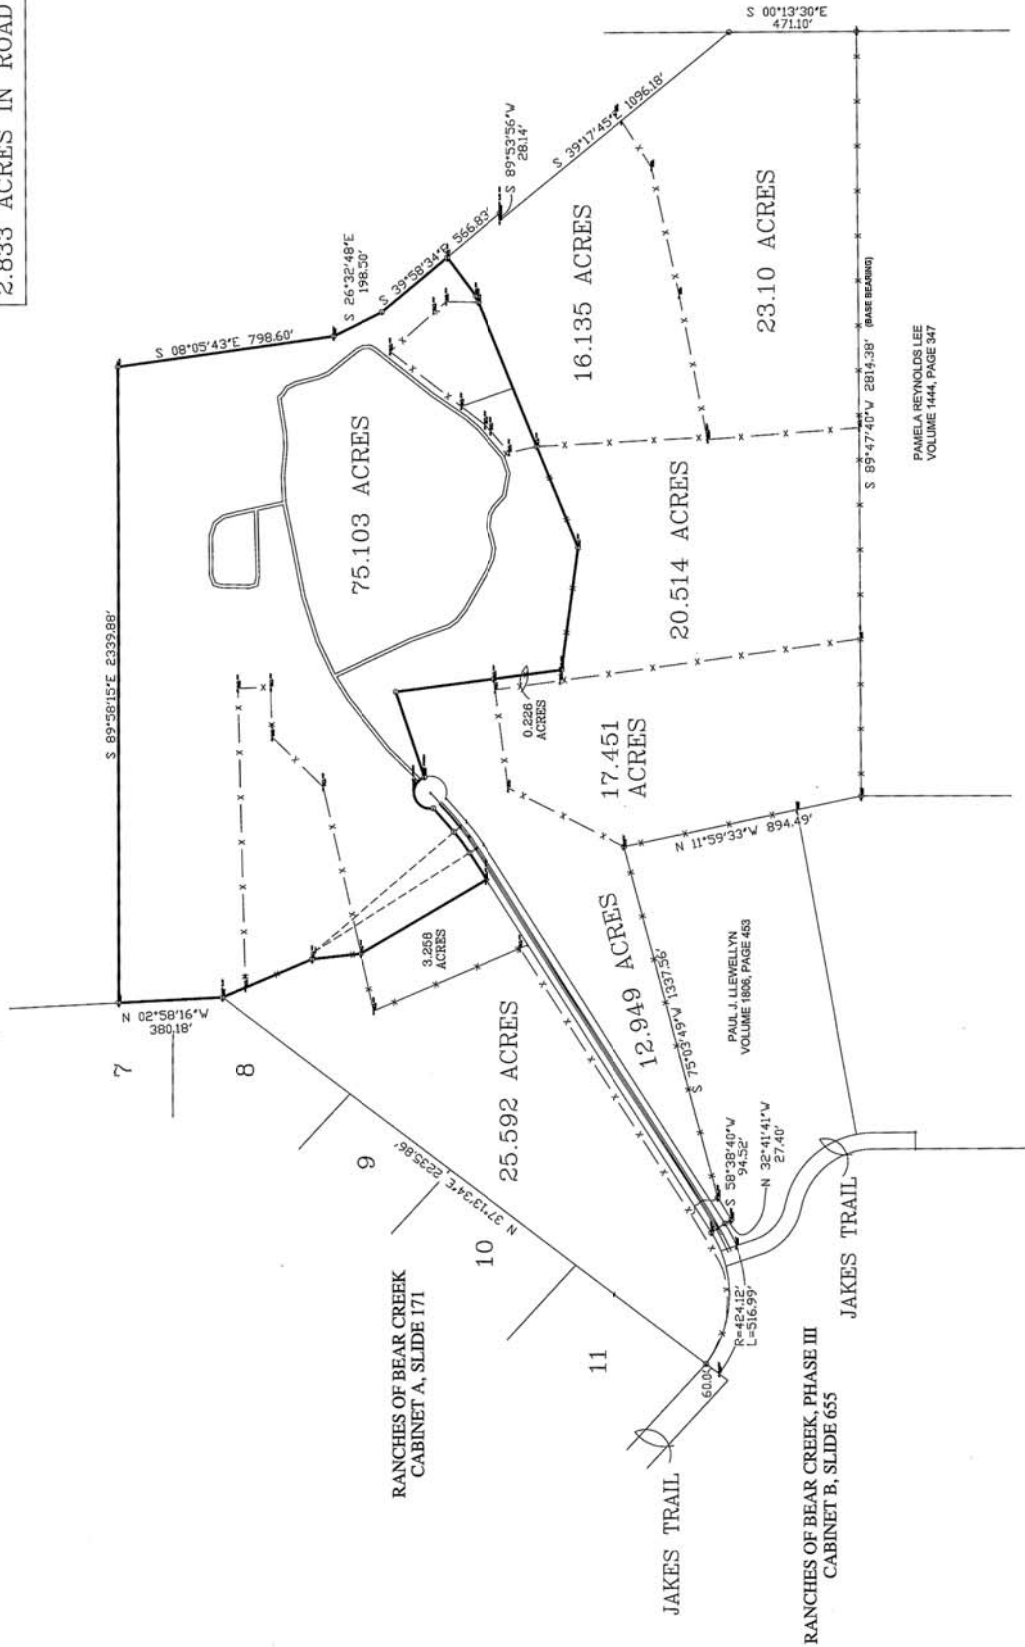 2.833 ACRES IN ROAD
S 00°13'30"E
471.10'
S 39°17'45"E 1096.18'
S 89°53'56"W
28.14'
S 39°58'34"E 566.83'
S 26°32'48"E
198.50'
S 08°05'43"E 798.60'
S 89°58'15"E 2339.88'
N 02°58'16"W
380.18'
7
8
9
10
11
N 37°13'34"E, 2235.86'
75.103 ACRES
16.135 ACRES
23.10 ACRES
20.514 ACRES
0.226
ACRES
17.451
ACRES
3.258
ACRES
25.592 ACRES
12.949 ACRES
S 89°47'40"W 2814.38' (BASE BEARING)
PAMELA REYNOLDS LEE
VOLUME 1444, PAGE 347
N 11°59'33"W 894.49'
S 75°03'49"W 1337.56'
PAUL J. LLEWELLYN
VOLUME 1806, PAGE 453
S 58°38'40"W
94.52'
N 32°41'41"W
27.40'
R=424.12'
L=516.99'
JAKES TRAIL
JAKES TRAIL
RANCHES OF BEAR CREEK
CABINET A, SLIDE 171
RANCHES OF BEAR CREEK, PHASE III
CABINET B, SLIDE 655